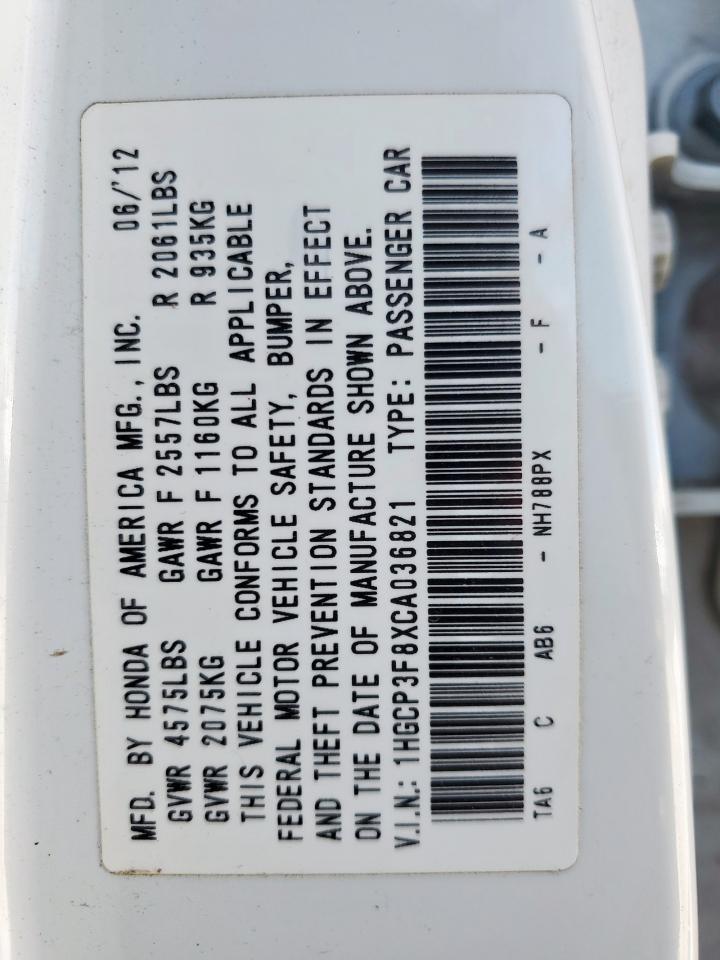 MFD. BY HONDA OF AMERICA MFG., INC. 06/'12
GVWR 4575LBS GAWR F 2557LBS R 2061LBS
GVWR 2075KG GAWR F 1160KG R 935KG
THIS VEHICLE CONFORMS TO ALL APPLICABLE
FEDERAL MOTOR VEHICLE SAFETY, BUMPER,
AND THEFT PREVENTION STANDARDS IN EFFECT
ON THE DATE OF MANUFACTURE SHOWN ABOVE.
V.I.N.: 1HGCP3F8XCA036821 TYPE: PASSENGER CAR
TA6 C AB6 - NH788PX - F - A